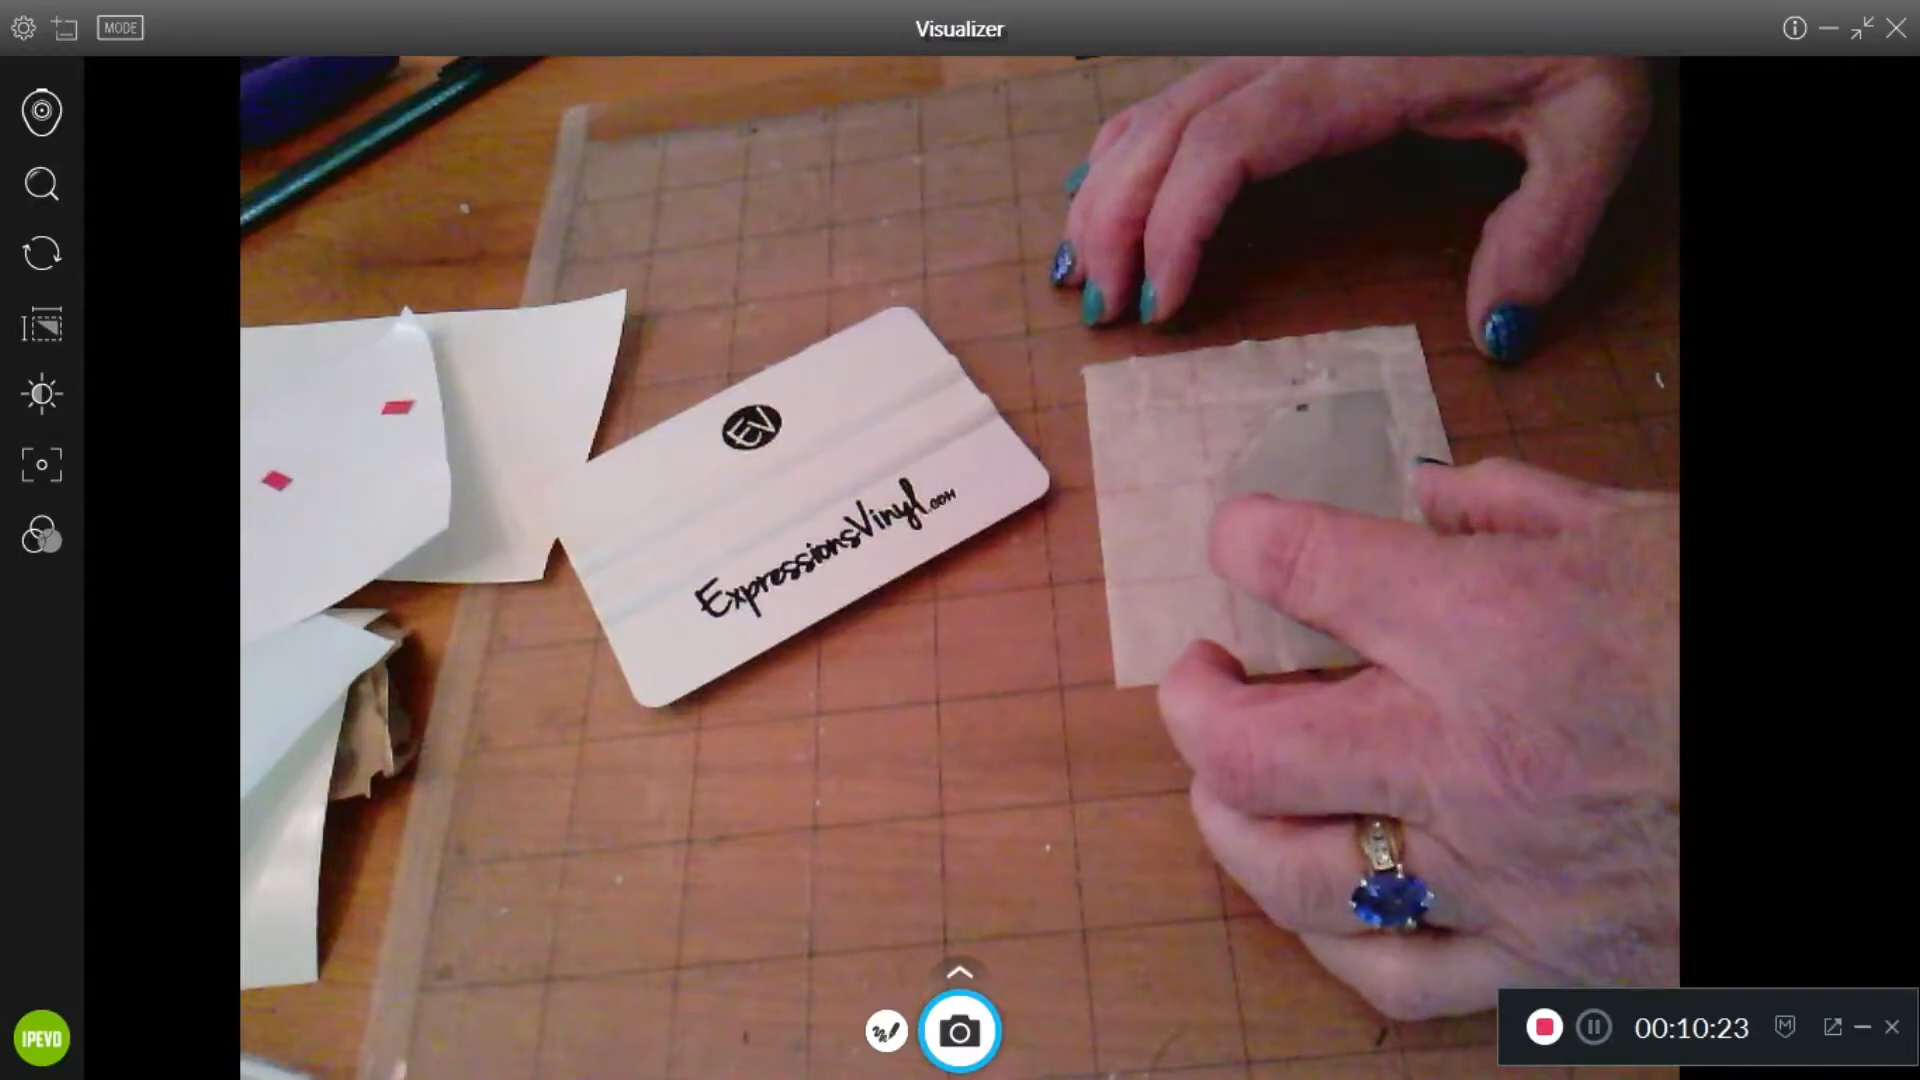 MODE
Visualizer
EV
ExpressionsVinyl.com
IPEVO
00:10:23